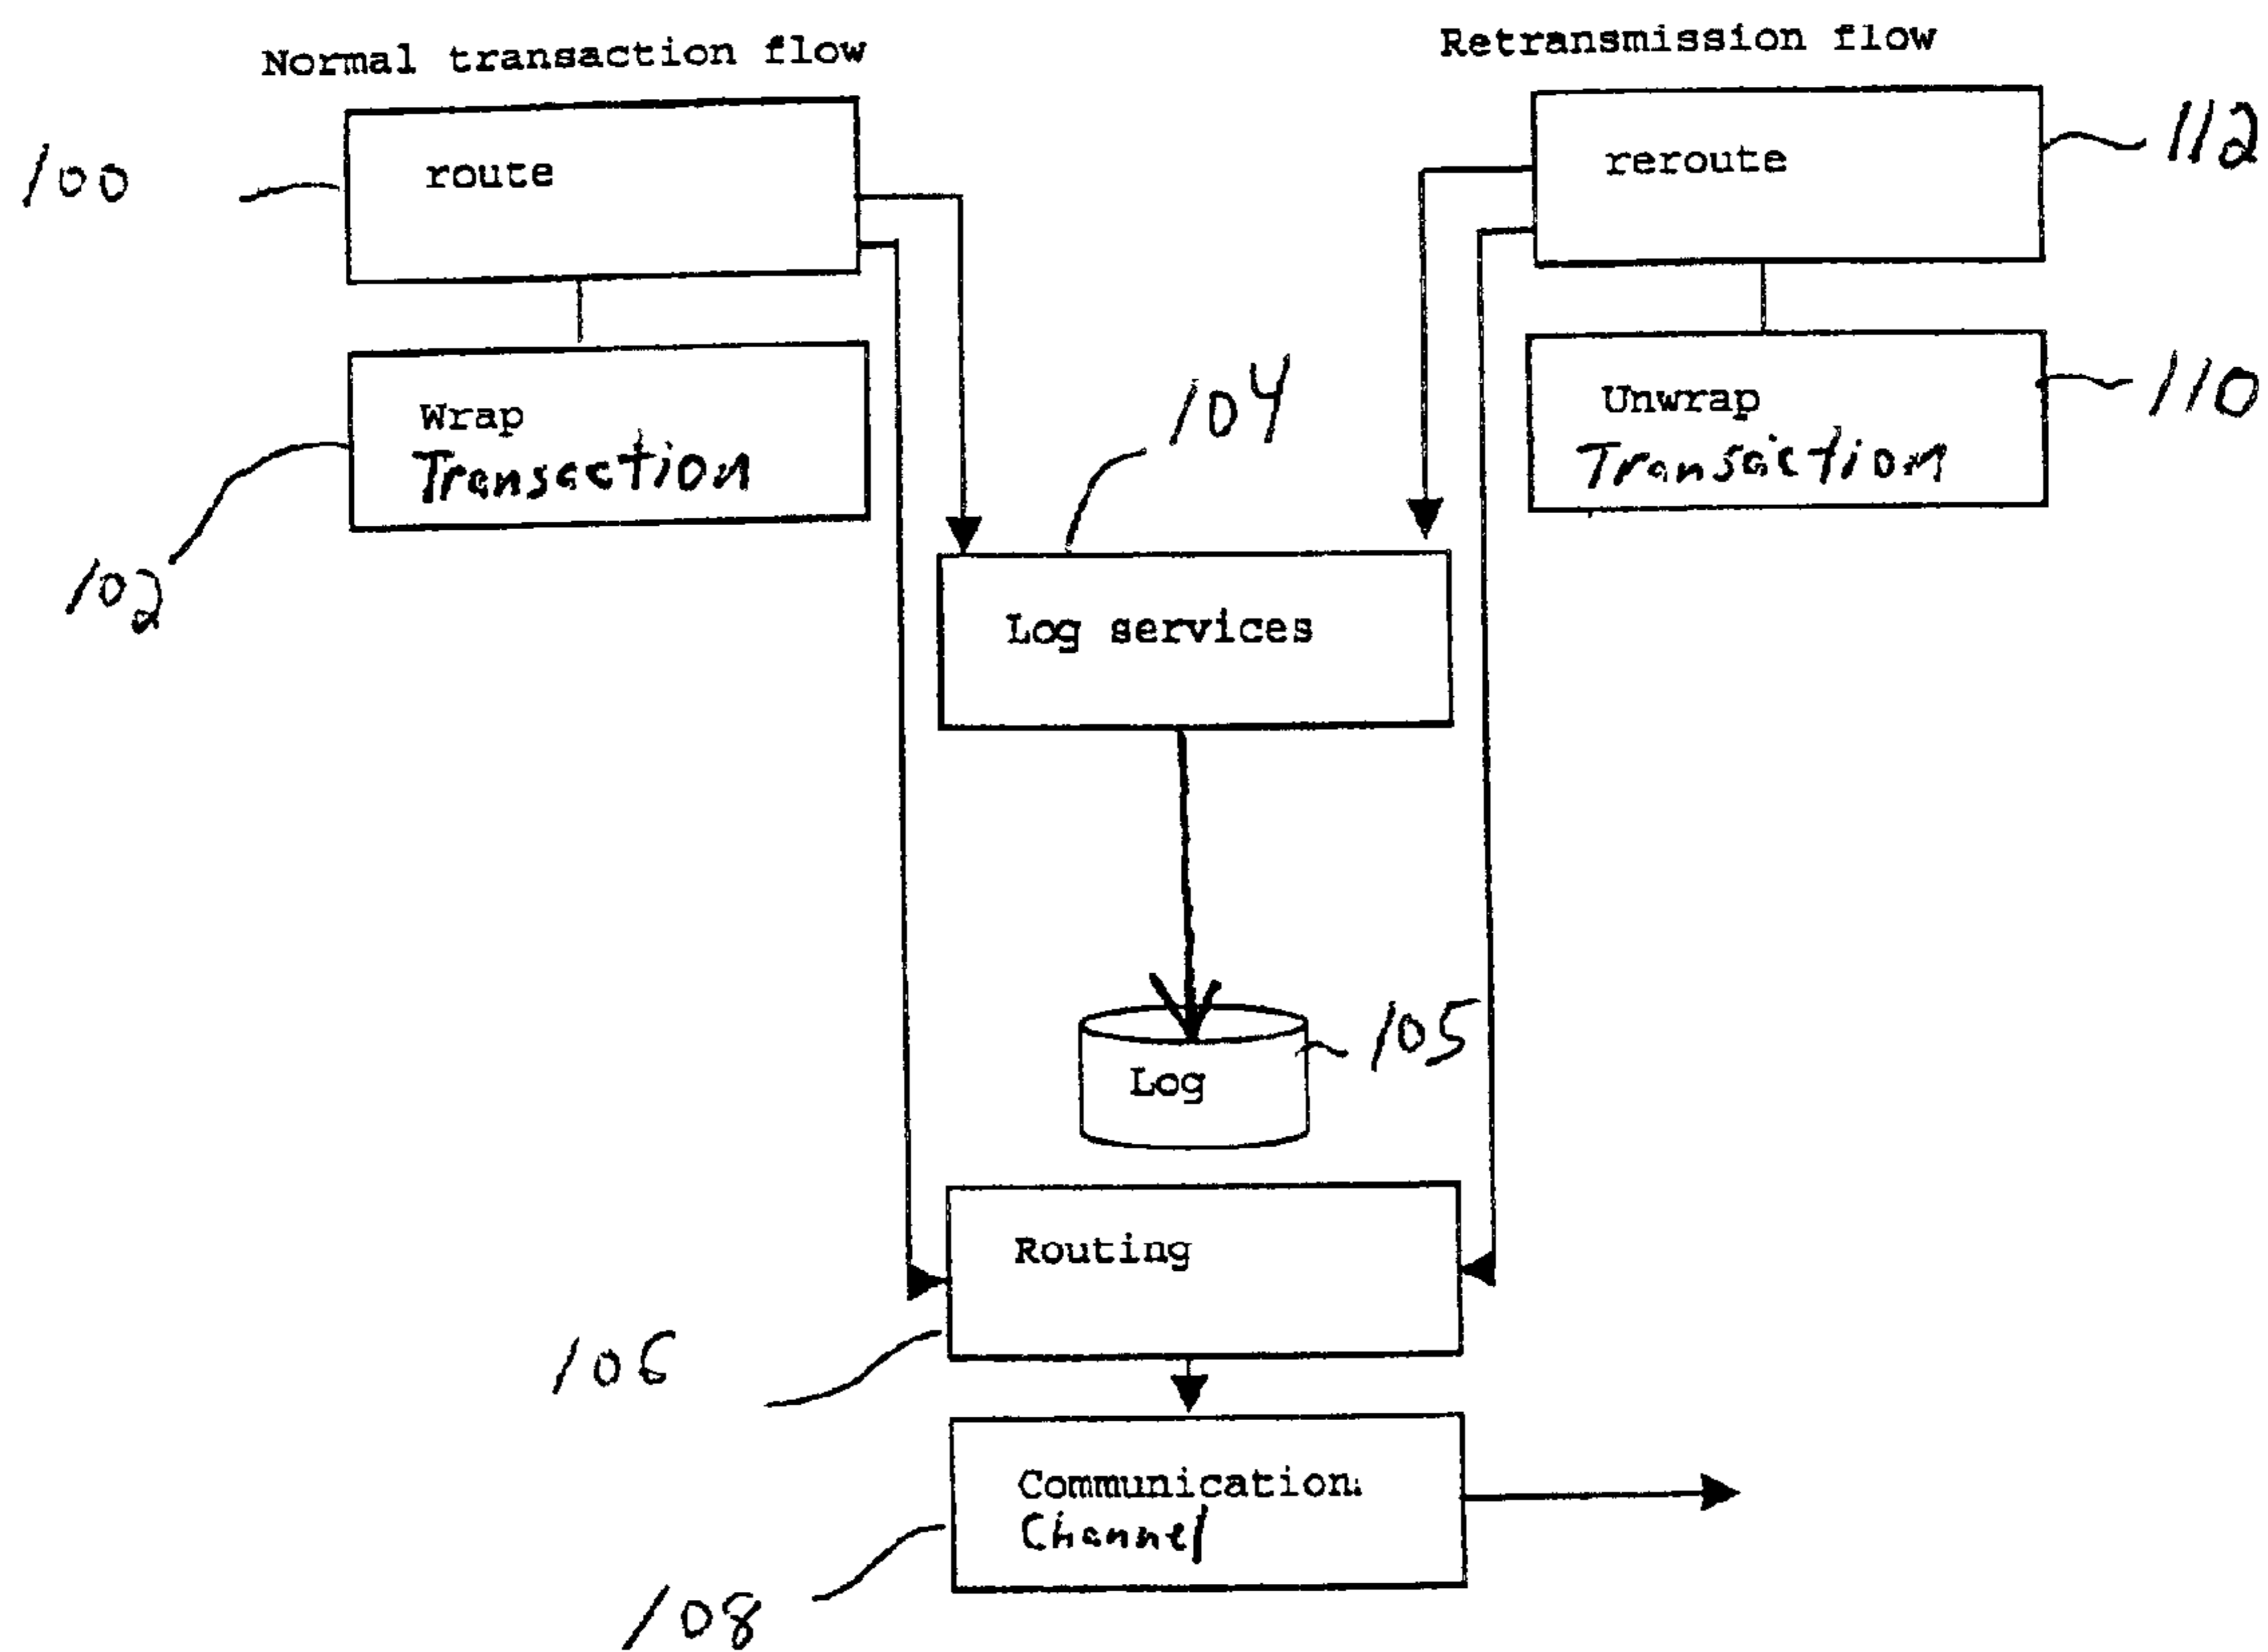 Normal transaction flow
Retransmission flow
route
100
reroute
112
Wrap
Transaction
102
Unwrap
Transaction
110
104
Log services
105
Log
Routing
106
Communication
Channel
108